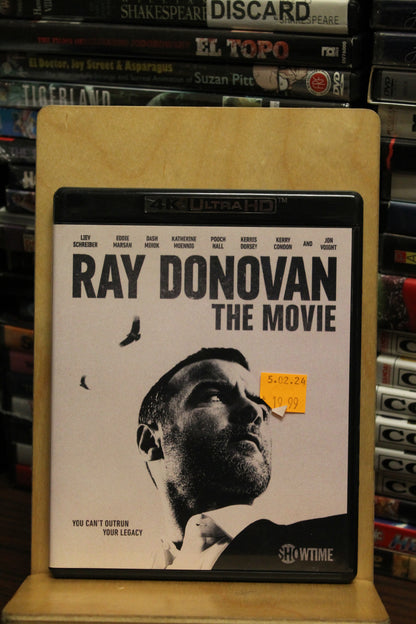 SHAKESPEARE
DISCARD
SHAKESPEARE
EL TOPO
DVD
El Doctor, Joy Street & Asparagus
Suzan Pitt
TIGERLAND
4K ULTRA HD™
LIEV SCHREIBER
EDDIE MARSAN
DASH MIHOK
KATHERINE MOENNIG
POOCH HALL
KERRIS DORSEY
KERRY CONDON
AND
JON VOIGHT
RAY DONOVAN
THE MOVIE
5.02.24
19.99
YOU CAN'T OUTRUN
YOUR LEGACY
SHOWTIME